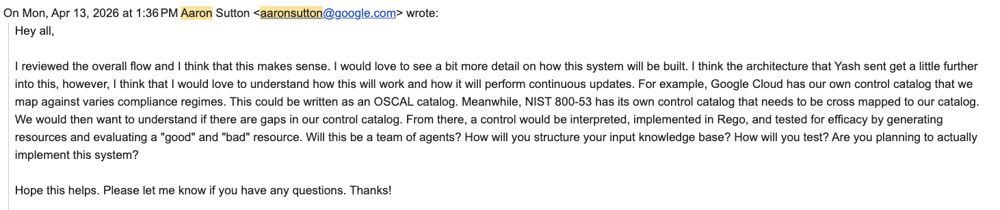 On Mon, Apr 13, 2026 at 1:36 PM Aaron Sutton <aaronsutton@google.com> wrote:
Hey all,
I reviewed the overall flow and I think that this makes sense. I would love to see a bit more detail on how this system will be built. I think the architecture that Yash sent get a little further
into this, however, I think that I would love to understand how this will work and how it will perform continuous updates. For example, Google Cloud has our own control catalog that we
map against varies compliance regimes. This could be written as an OSCAL catalog. Meanwhile, NIST 800-53 has its own control catalog that needs to be cross mapped to our catalog.
We would then want to understand if there are gaps in our control catalog. From there, a control would be interpreted, implemented in Rego, and tested for efficacy by generating
resources and evaluating a "good" and "bad" resource. Will this be a team of agents? How will you structure your input knowledge base? How will you test? Are you planning to actually
implement this system?
Hope this helps. Please let me know if you have any questions. Thanks!